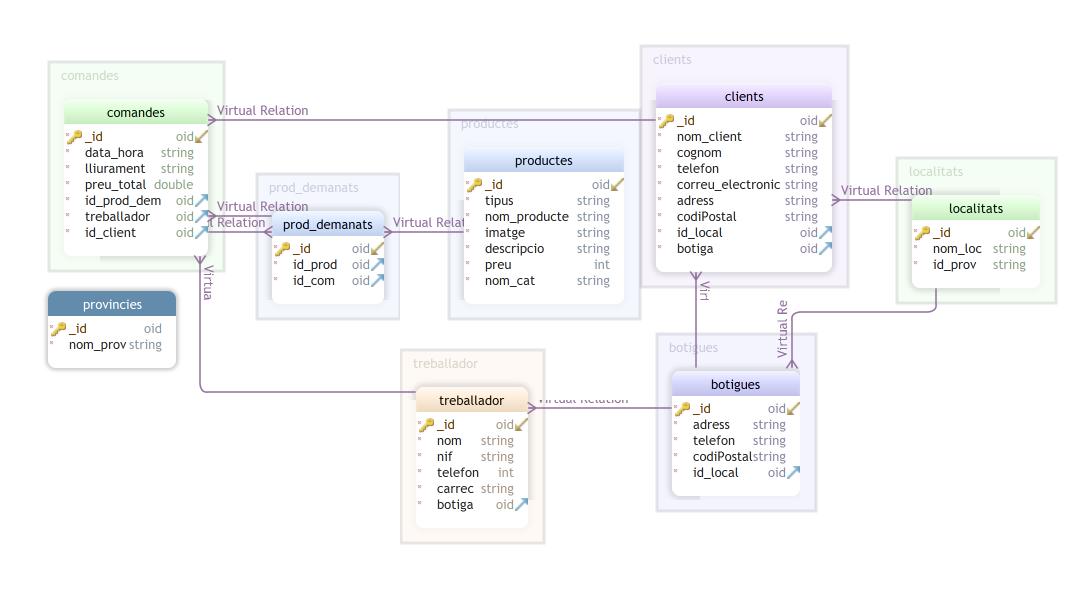 comandes
comandes
_id oid
data_hora string
lliurament string
preu_total double
id_prod_dem oid
treballador oid
id_client oid
Virtual Relation
Virtual Relation
Relation
Virtua
prod_demanats
prod_demanats
_id oid
id_prod oid
id_com oid
Virtual Relat
productes
productes
_id oid
tipus string
nom_producte string
imatge string
descripcio string
preu int
nom_cat string
clients
clients
_id oid
nom_client string
cognom string
telefon string
correu_electronic string
adress string
codiPostal string
id_local oid
botiga oid
Virtual Relation
localitats
localitats
_id oid
nom_loc string
id_prov string
provincies
_id oid
nom_prov string
treballador
treballador
_id oid
nom string
nif string
telefon int
carrec string
botiga oid
Virtual Relation
Virtual Re
botigues
botigues
_id oid
adress string
telefon string
codiPostal string
id_local oid